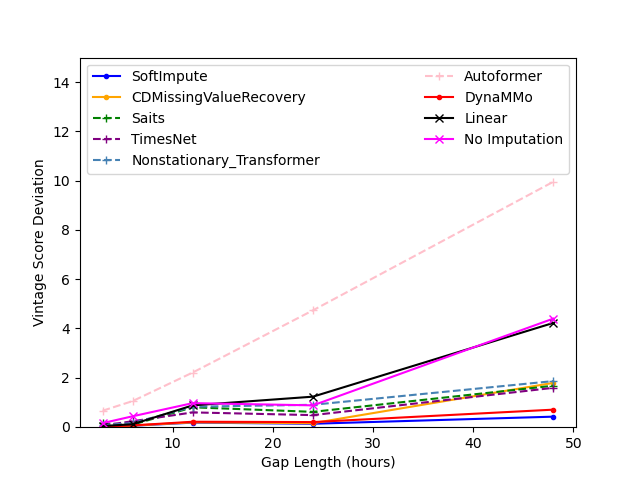 SoftImpute
CDMissingValueRecovery
Saits
TimesNet
Nonstationary_Transformer
Autoformer
DynaMMo
Linear
No Imputation
14
12
10
8
6
4
2
0
Vintage Score Deviation
10
20
30
40
50
Gap Length (hours)